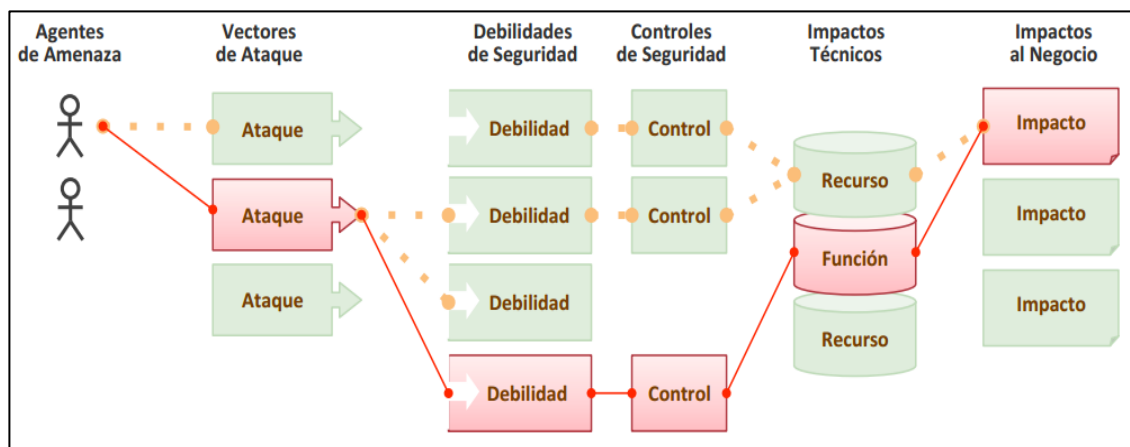 Agentes
de Amenaza
Vectores
de Ataque
Debilidades
de Seguridad
Controles
de Seguridad
Impactos
Técnicos
Impactos
al Negocio
Ataque
Debilidad
Control
Impacto
Recurso
Ataque
Debilidad
Control
Impacto
Función
Ataque
Debilidad
Impacto
Recurso
Debilidad
Control